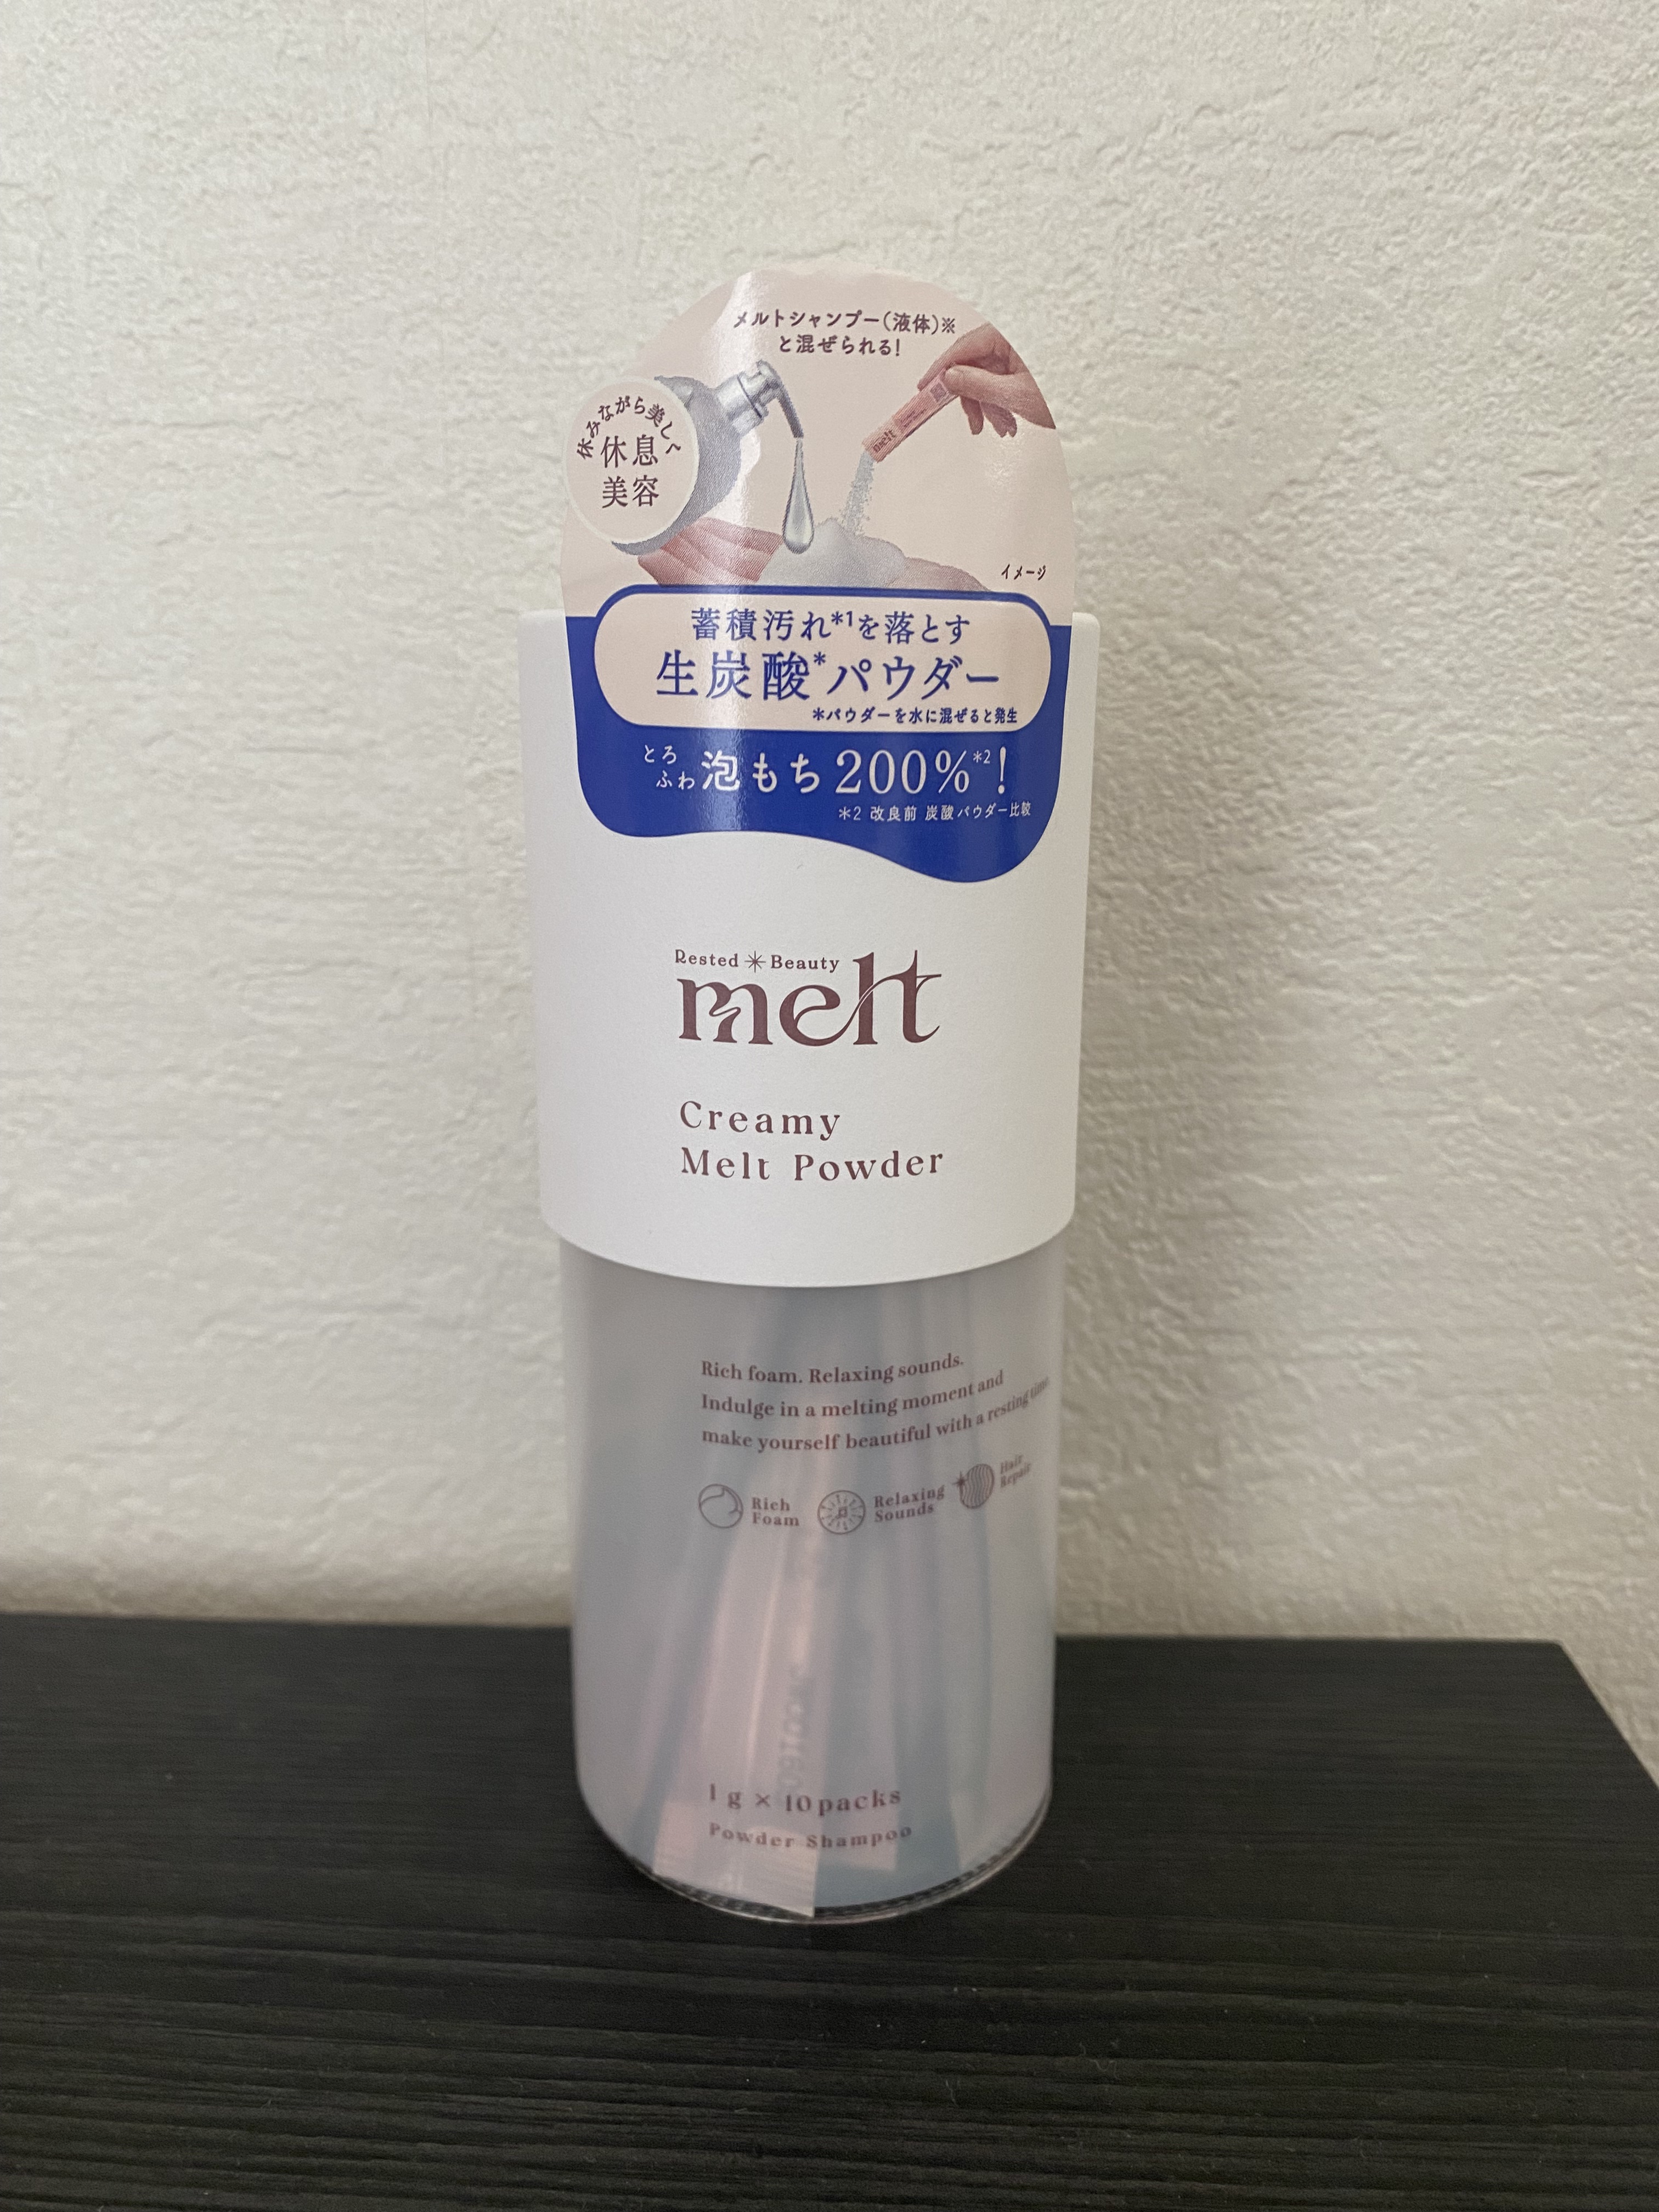 メルトシャンプー(液体)※
と混ぜられる!
休みながら美しく
休息
美容
melt
イメージ
蓄積汚れ*1を落とす
生炭酸*パウダー
*パウダーを水に混ぜると発生
とろ
ふわ泡もち200%*2!
*2 改良前 炭酸パウダー比較
Rested Beauty
melt
Creamy
Melt Powder
Rich foam. Relaxing sounds.
Indulge in a melting moment and
make yourself beautiful with a resting time.
Rich
Foam
Relaxing
Sounds
Hair
Repair
1 g × 10 packs
Powder Shampoo